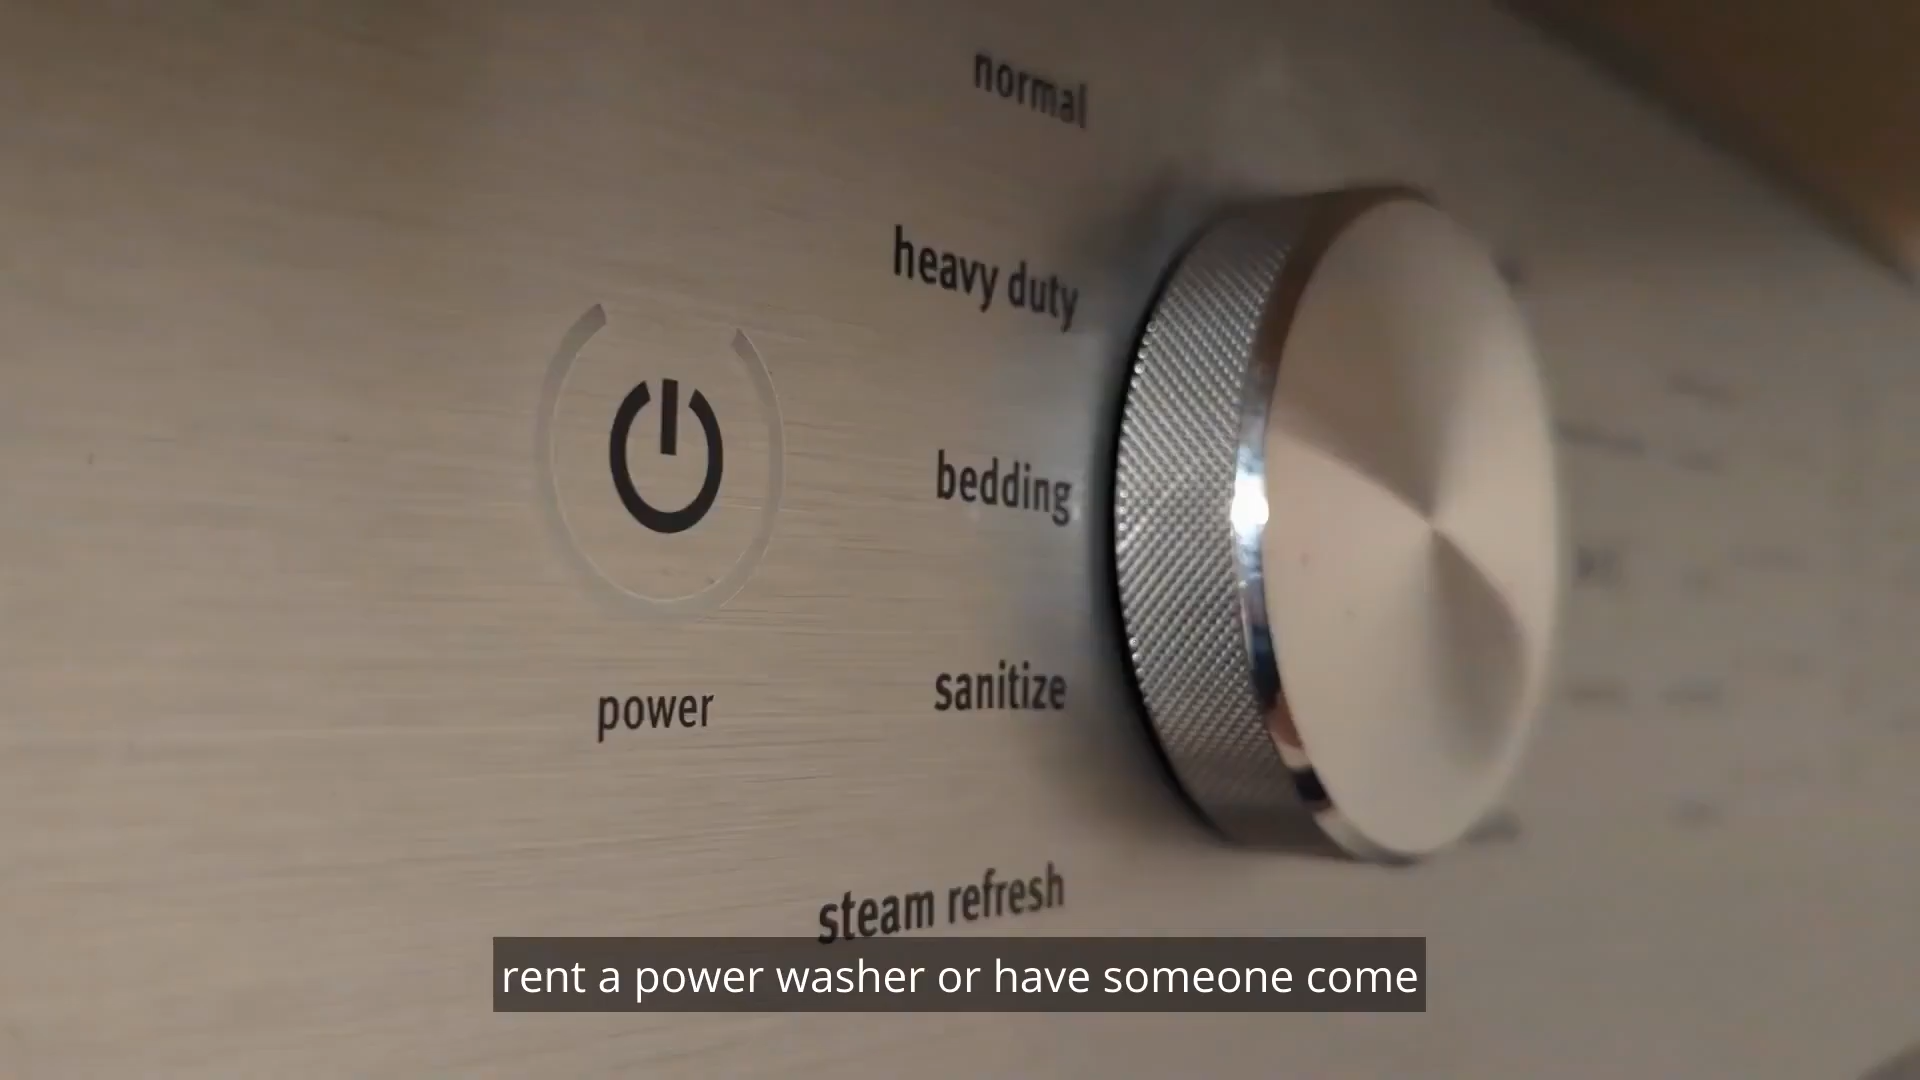 normal
heavy duty
bedding
sanitize
power
steam refresh
rent a power washer or have someone come